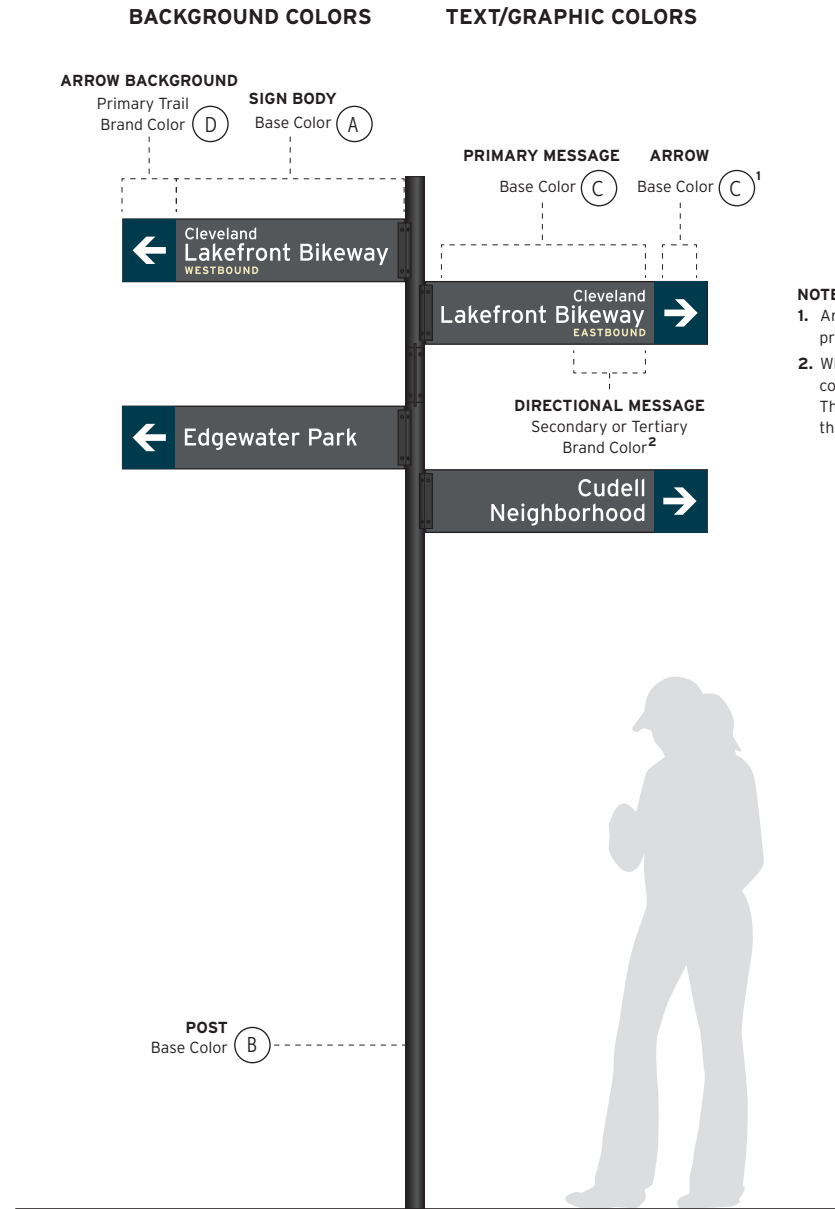 BACKGROUND COLORS
TEXT/GRAPHIC COLORS
ARROW BACKGROUND
Primary Trail
Brand Color D
SIGN BODY
Base Color A
PRIMARY MESSAGE
Base Color C
ARROW
Base Color C 1
Cleveland
Lakefront Bikeway
WESTBOUND
Cleveland
Lakefront Bikeway
EASTBOUND
DIRECTIONAL MESSAGE
Secondary or Tertiary
Brand Color2
Edgewater Park
Cudell
Neighborhood
POST
Base Color B
1.
2.